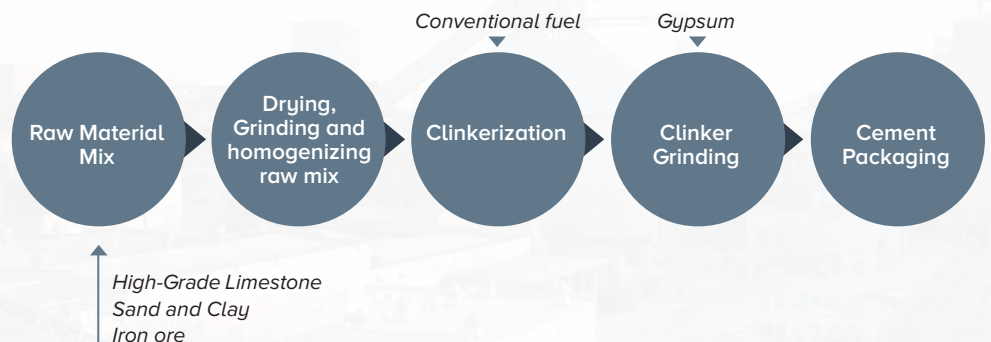 Conventional fuel
Gypsum
Raw Material
Mix
Drying,
Grinding and
homogenizing
raw mix
Clinkerization
Clinker
Grinding
Cement
Packaging
High-Grade Limestone
Sand and Clay
Iron ore